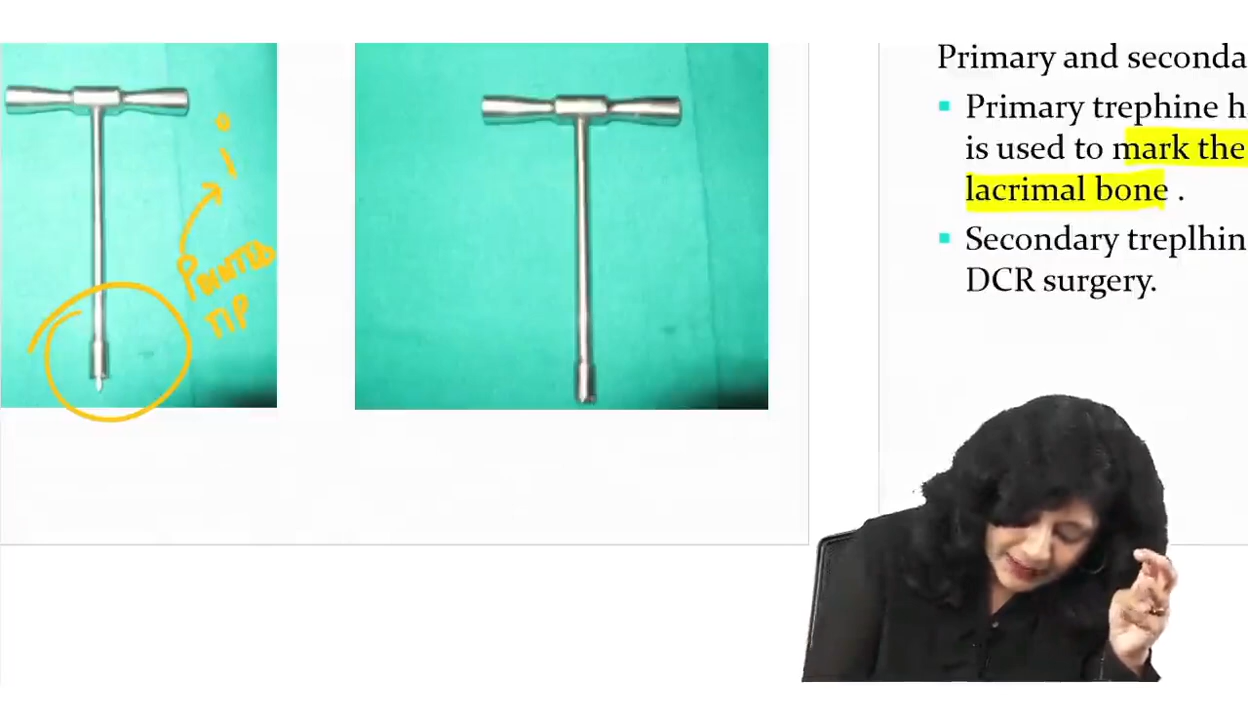 POINTED
TIP
Primary and seconda
Primary trephine h
is used to mark the
lacrimal bone .
Secondary treplhin
DCR surgery.